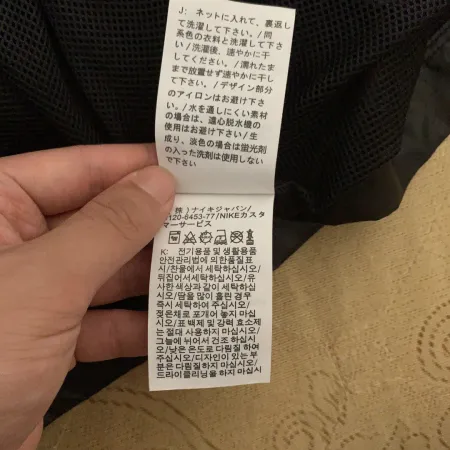 J: ネットに入れて、裏返し
て洗濯して下さい。/同
系色の衣料と洗濯して下さ
い/洗濯後、速やかに干
してください。/濡れたま
まで放置せず速やかに干し
て下さい。/デザイン部分
のアイロンはお避け下さ
い。/水を通しにくい素材
の場合は、遠心脱水機の
使用はお避け下さい/生
成り、淡色の場合は蛍光剤
の入った洗剤は使用しない
で下さい
株)ナイキジャパン/
0120-6453-77/NIKEカスタ
マーサービス
K: 전기용품 및 생활용품
안전관리법에 의한품질표
시/찬물에서 세탁하십시오/
뒤집어서세탁하십시오/유
사한 색상과 같이 세탁하십
시오/땀을 많이 흘린 경우
즉시 세탁하여 주십시오/
젖은채로 포개어 놓지 마십
시오/표백제 및 강력 효소제
는 절대 사용하지 마십시오/
그늘에 뉘어서 건조 하십시
오/낮은 온도로 다림질 하여
주십시오/디자인이 있는 부
분은 다림질 하지 마십시오/
드라이클리닝을 하지 마십시